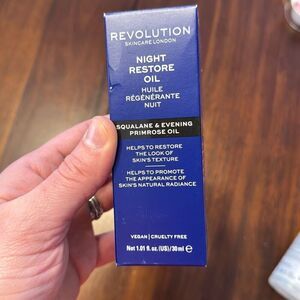 REVOLUTION
SKINCARE LONDON
NIGHT
RESTORE
OIL
HUILE
RÉGÉNÉRANTE
NUIT
SQUALANE & EVENING
PRIMROSE OIL
HELPS TO RESTORE
THE LOOK OF
SKIN'S TEXTURE
HELPS TO PROMOTE
THE APPEARANCE OF
SKIN'S NATURAL RADIANCE
VEGAN | CRUELTY FREE
Net 1.01 fl. oz. (US)/30ml e